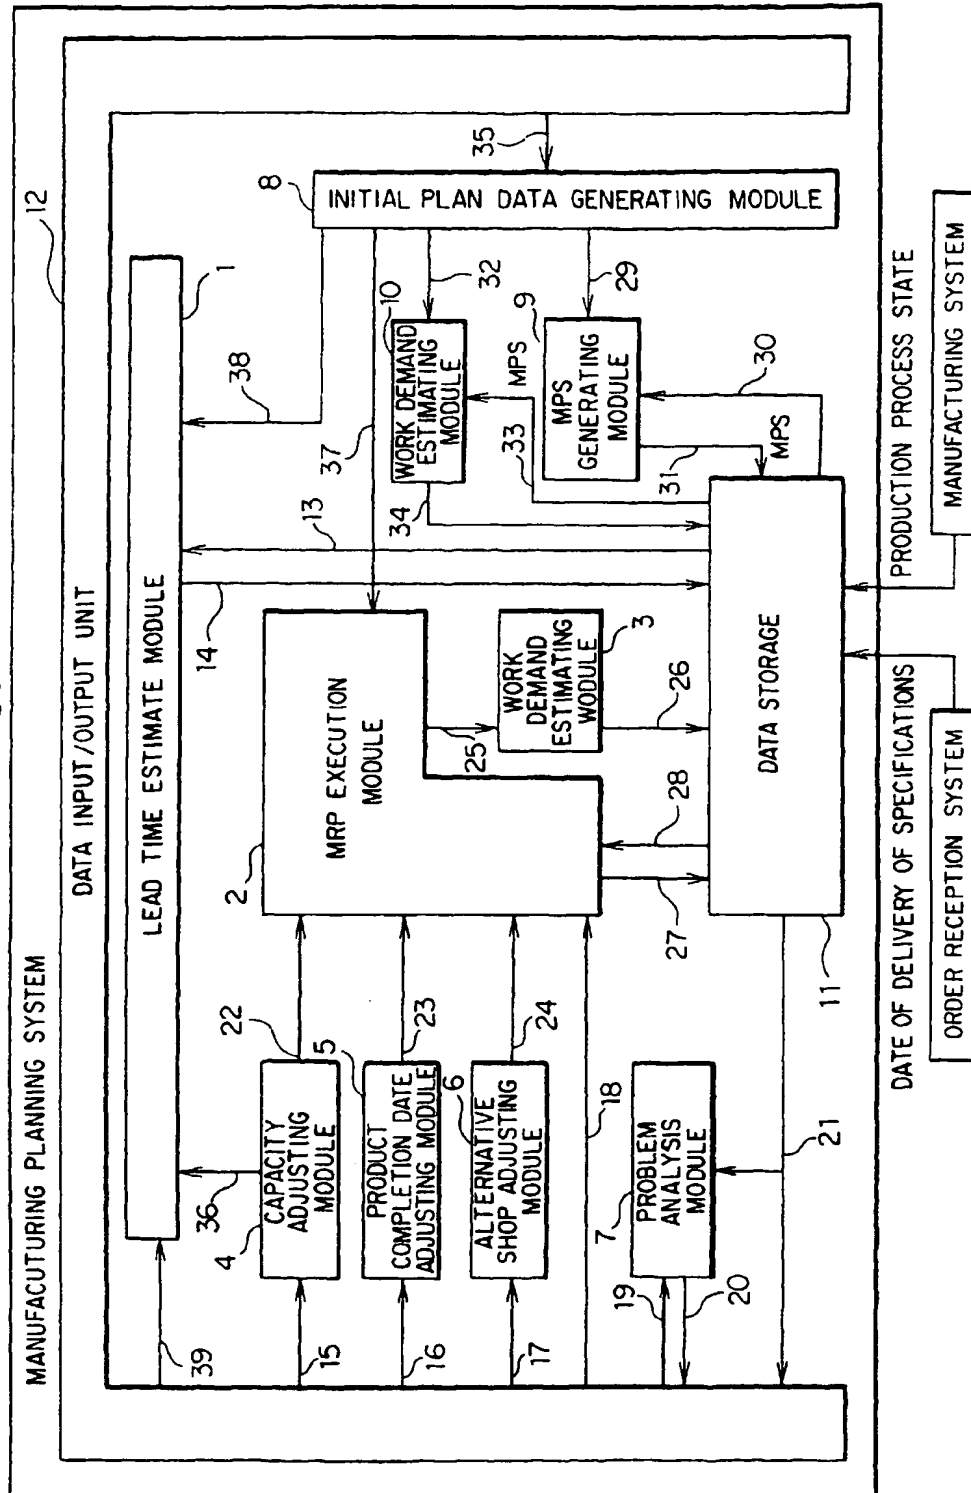 MANUFACUTURING PLANNING SYSTEM
12
DATA INPUT/OUTPUT UNIT
LEAD TIME ESTIMATE MODULE
1
39
36
14
13
38
15
4
CAPACITY
ADJUSTING
MODULE
22
2
MRP EXECUTION
MODULE
37
10
WORK DEMAND
ESTIMATING
MODULE
32
8
INITIAL PLAN DATA GENERATING MODULE
35
16
5
PRODUCT
COMPLETION DATE
ADJUSTING MODULE
23
25
WORK
DEMAND
ESTIMATING
WODULE
3
34
33
MPS
9
MPS
GENERATING
MODULE
29
17
6
ALTERNATIVE
SHOP ADJUSTING
MODULE
24
18
26
31
MPS
30
19
7
PROBLEM
ANALYSIS
MODULE
20
27
28
21
11
DATA STORAGE
DATE OF DELIVERY OF SPECIFICATIONS
PRODUCTION PROCESS STATE
ORDER RECEPTION SYSTEM
MANUFACTURING SYSTEM